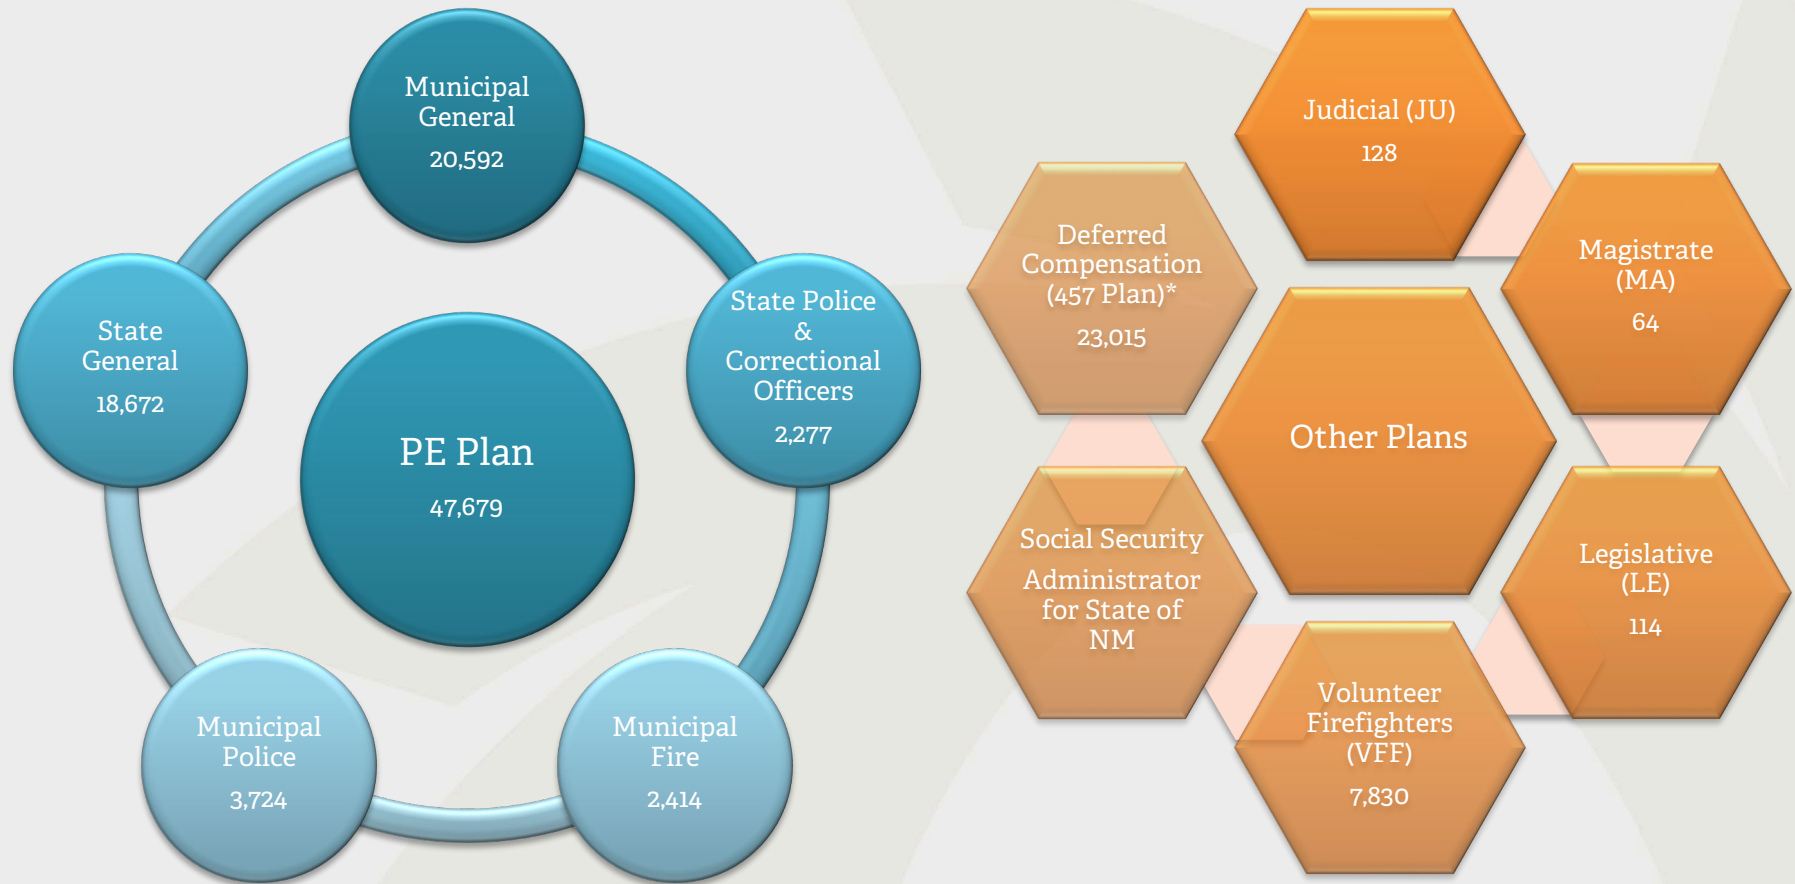 Municipal
General
20,592
State Police
&
Correctional
Officers
2,277
Municipal
Fire
2,414
Municipal
Police
3,724
State
General
18,672
PE Plan
47,679
Judicial (JU)
128
Magistrate
(MA)
64
Legislative
(LE)
114
Volunteer
Firefighters
(VFF)
7,830
Social Security
Administrator
for State of
NM
Deferred
Compensation
(457 Plan)*
23,015
Other Plans